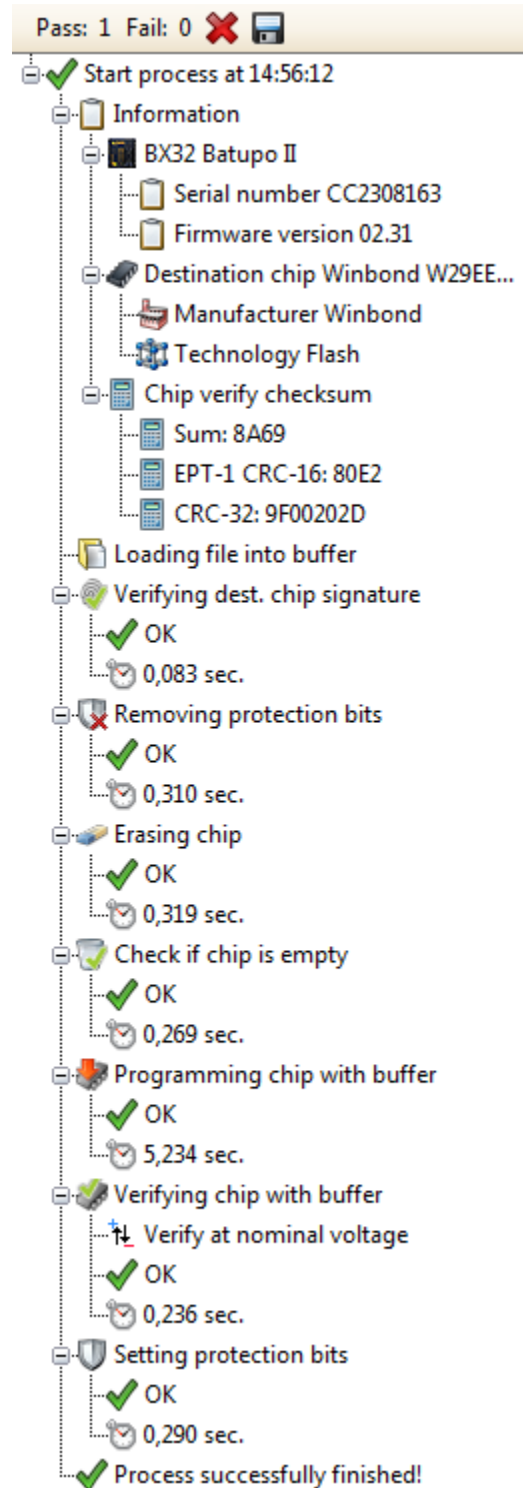 Pass: 1 Fail: 0
Start process at 14:56:12
Information
BX32 Batupo II
Serial number CC2308163
Firmware version 02.31
Destination chip Winbond W29EE...
Manufacturer Winbond
Technology Flash
Chip verify checksum
Sum: 8A69
EPT-1 CRC-16: 80E2
CRC-32: 9F00202D
Loading file into buffer
Verifying dest. chip signature
OK
0,083 sec.
Removing protection bits
OK
0,310 sec.
Erasing chip
OK
0,319 sec.
Check if chip is empty
OK
0,269 sec.
Programming chip with buffer
OK
5,234 sec.
Verifying chip with buffer
Verify at nominal voltage
OK
0,236 sec.
Setting protection bits
OK
0,290 sec.
Process successfully finished!